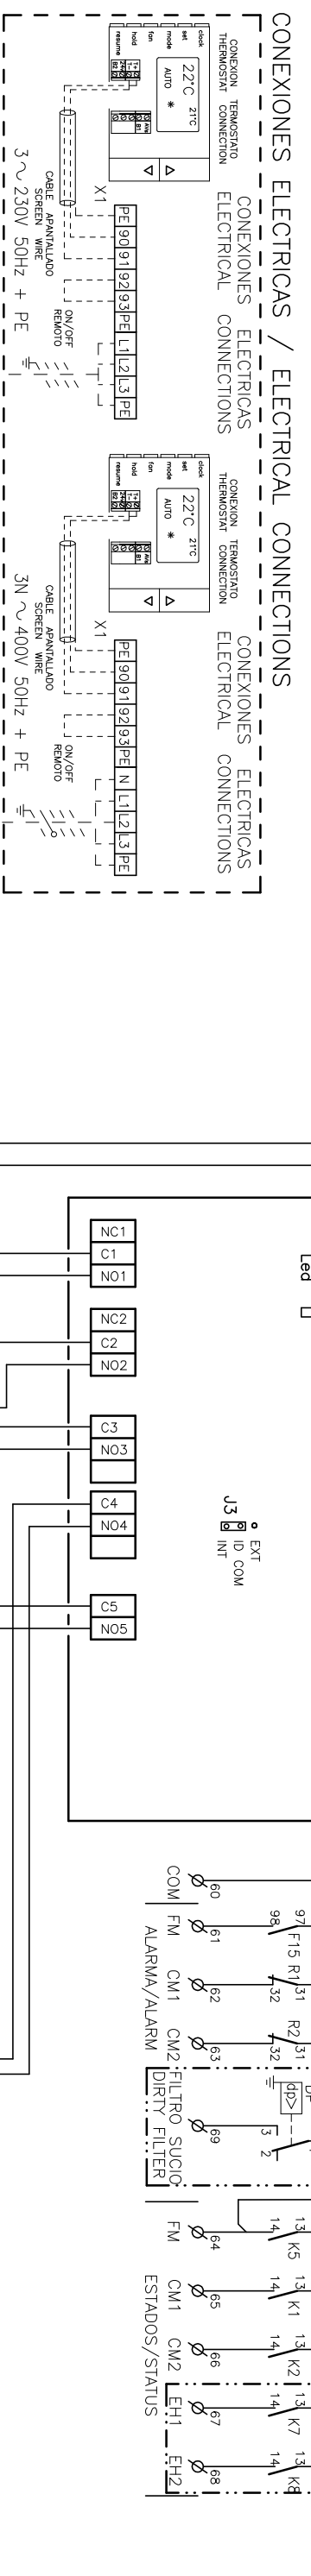 CONEXIONES ELECTRICAS / ELECTRICAL CONNECTIONS
CONEXION TERMOSTATO
THERMOSTAT CONNECTION
CONEXIONES ELECTRICAS
ELECTRICAL CONNECTIONS
clock
set
mode
fan
hold
resume
22°C
21°C
AUTO
T+
T-
24V
B2
AVW
B1
X1
PE 90 91 92 93 PE L1 L2 L3 PE
CABLE APANTALLADO
SCREEN WIRE
ON/OFF
REMOTO
3~230V 50Hz + PE
CONEXION TERMOSTATO
THERMOSTAT CONNECTION
CONEXIONES ELECTRICAS
ELECTRICAL CONNECTIONS
clock
set
mode
fan
hold
resume
22°C
21°C
AUTO
T+
T-
24V
B2
B1
X1
PE 90 91 92 93 PE N L1 L2 L3 PE
CABLE APANTALLADO
SCREEN WIRE
ON/OFF
REMOTO
3N~400V 50Hz + PE
Led
NC1
C1
NO1
NC2
C2
NO2
C3
NO3
C4
NO4
C5
NO5
J3
EXT
ID COM
INT
97 F15 98
31 R1 32
31 R2 32
dp>
3
2
13 K5 14
13 K1 14
13 K2 14
13 K7 14
13 K8 14
60
61
62
63
69
64
65
66
67
68
COM
FM
CM1
CM2
ALARMA/ALARM
FILTRO SUCIO
DIRTY FILTER
FM
CM1
CM2
EH1
EH2
ESTADOS/STATUS